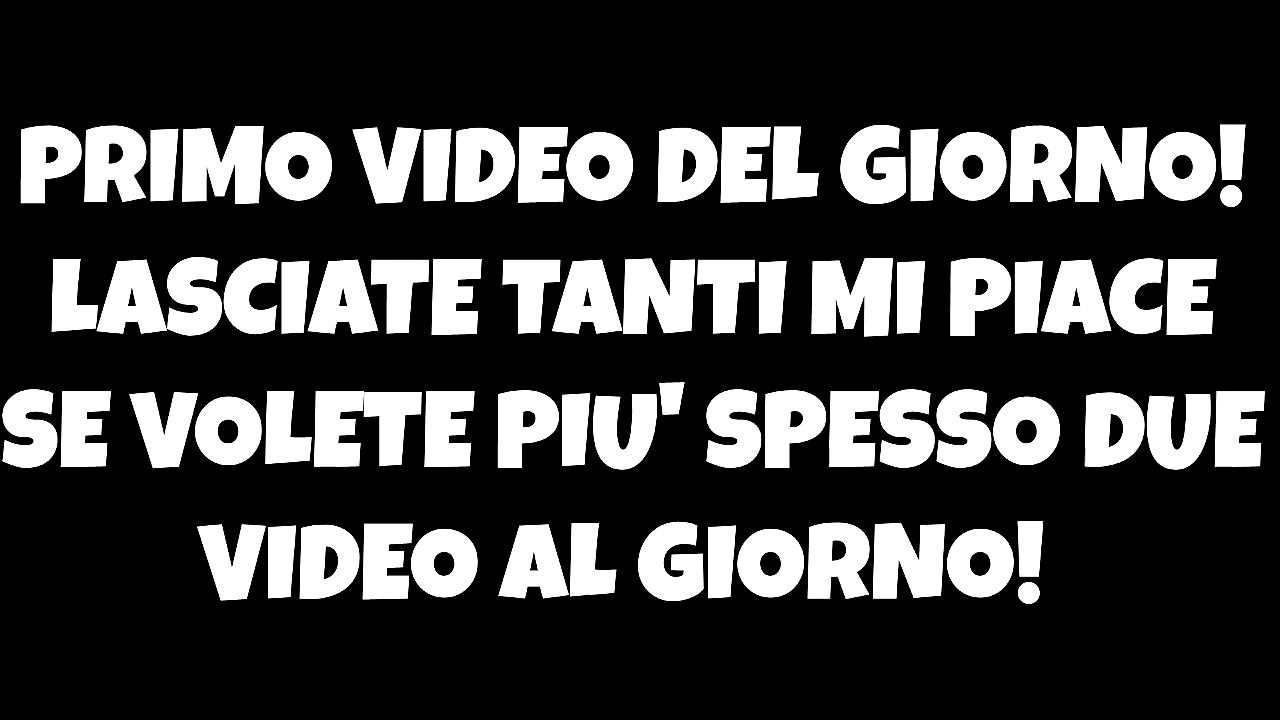 PRIMO VIDEO DEL GIORNO!
LASCIATE TANTI MI PIACE
SE VOLETE PIU' SPESSO DUE
VIDEO AL GIORNO!